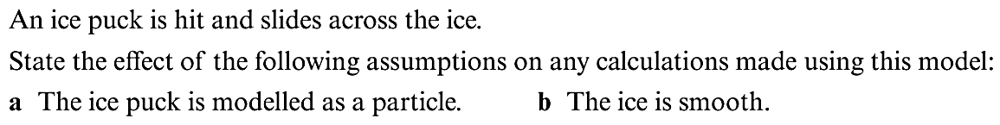 An ice puck is hit and slides across the ice.
State the effect of the following assumptions on any calculations made using this model:
a The ice puck is modelled as a particle. b The ice is smooth.